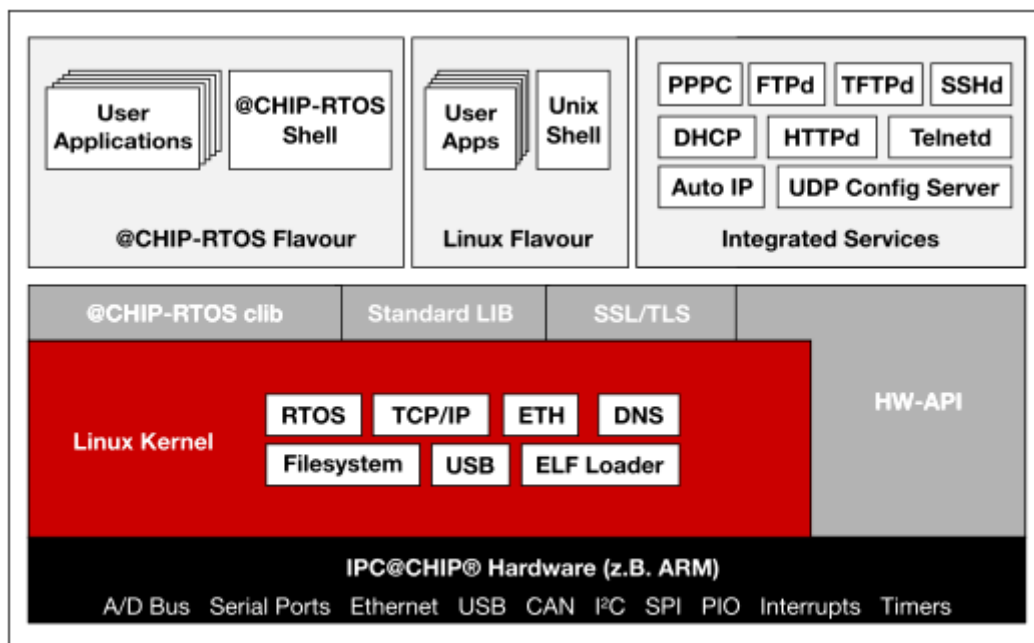 PPPC FTPd TFTPd SSHd
User Applications
@CHIP-RTOS Shell
User Apps
Unix Shell
DHCP HTTPd Telnetd
Auto IP UDP Config Server
@CHIP-RTOS Flavour
Linux Flavour
Integrated Services
@CHIP-RTOS clib
Standard LIB
SSL/TLS
HW-API
Linux Kernel
RTOS TCP/IP ETH DNS
Filesystem USB ELF Loader
IPC@CHIP® Hardware (z.B. ARM)
A/D Bus Serial Ports Ethernet USB CAN I²C SPI PIO Interrupts Timers